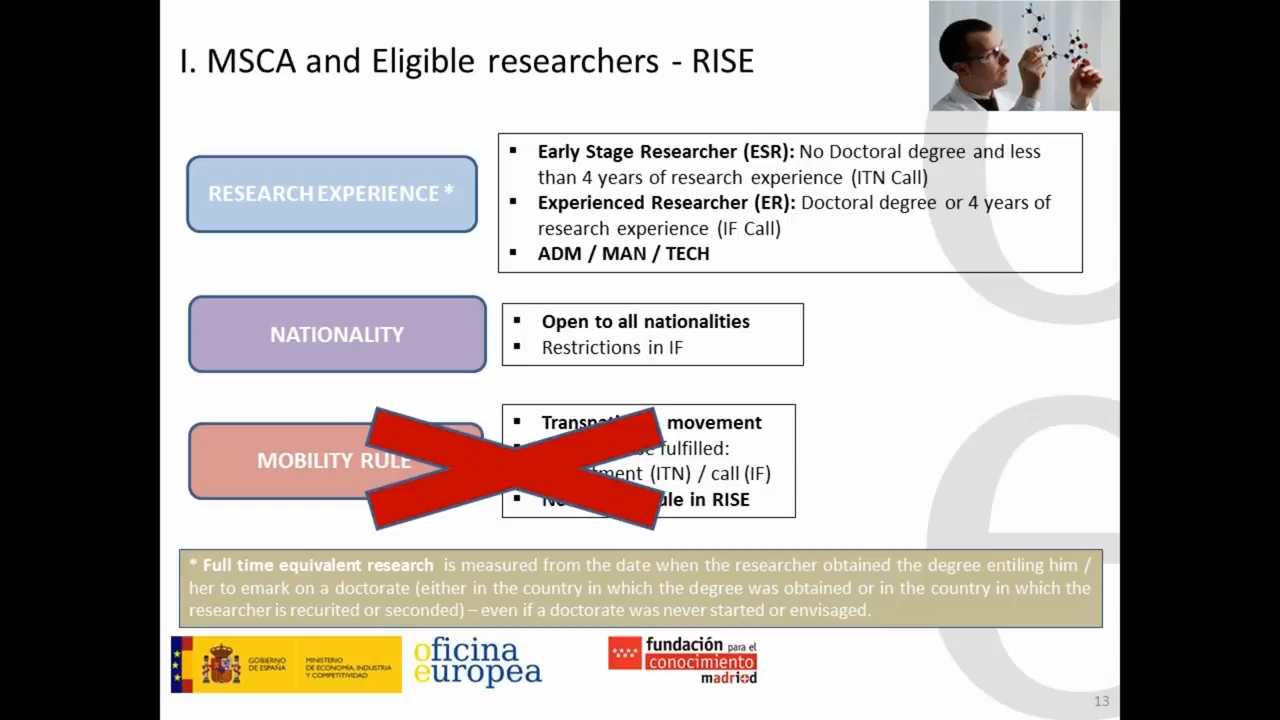 I. MSCA and Eligible researchers - RISE
RESEARCH EXPERIENCE *
▪ Early Stage Researcher (ESR): No Doctoral degree and less
than 4 years of research experience (ITN Call)
▪ Experienced Researcher (ER): Doctoral degree or 4 years of
research experience (IF Call)
▪ ADM / MAN / TECH
NATIONALITY
▪ Open to all nationalities
▪ Restrictions in IF
MOBILITY RULE
▪ movement
fulfilled:
(ITN) / call (IF)
▪ in RISE
* Full time equivalent research is measured from the date when the researcher obtained the degree entiling him /
her to emark on a doctorate (either in the country in which the degree was obtained or in the country in which the
researcher is recurited or seconded) – even if a doctorate was never started or envisaged.
GOBIERNO
DE ESPAÑA
MINISTERIO
DE ECONOMÍA, INDUSTRIA
Y COMPETITIVIDAD
oficina
europea
fundación para el
conocimiento
madri+d
13